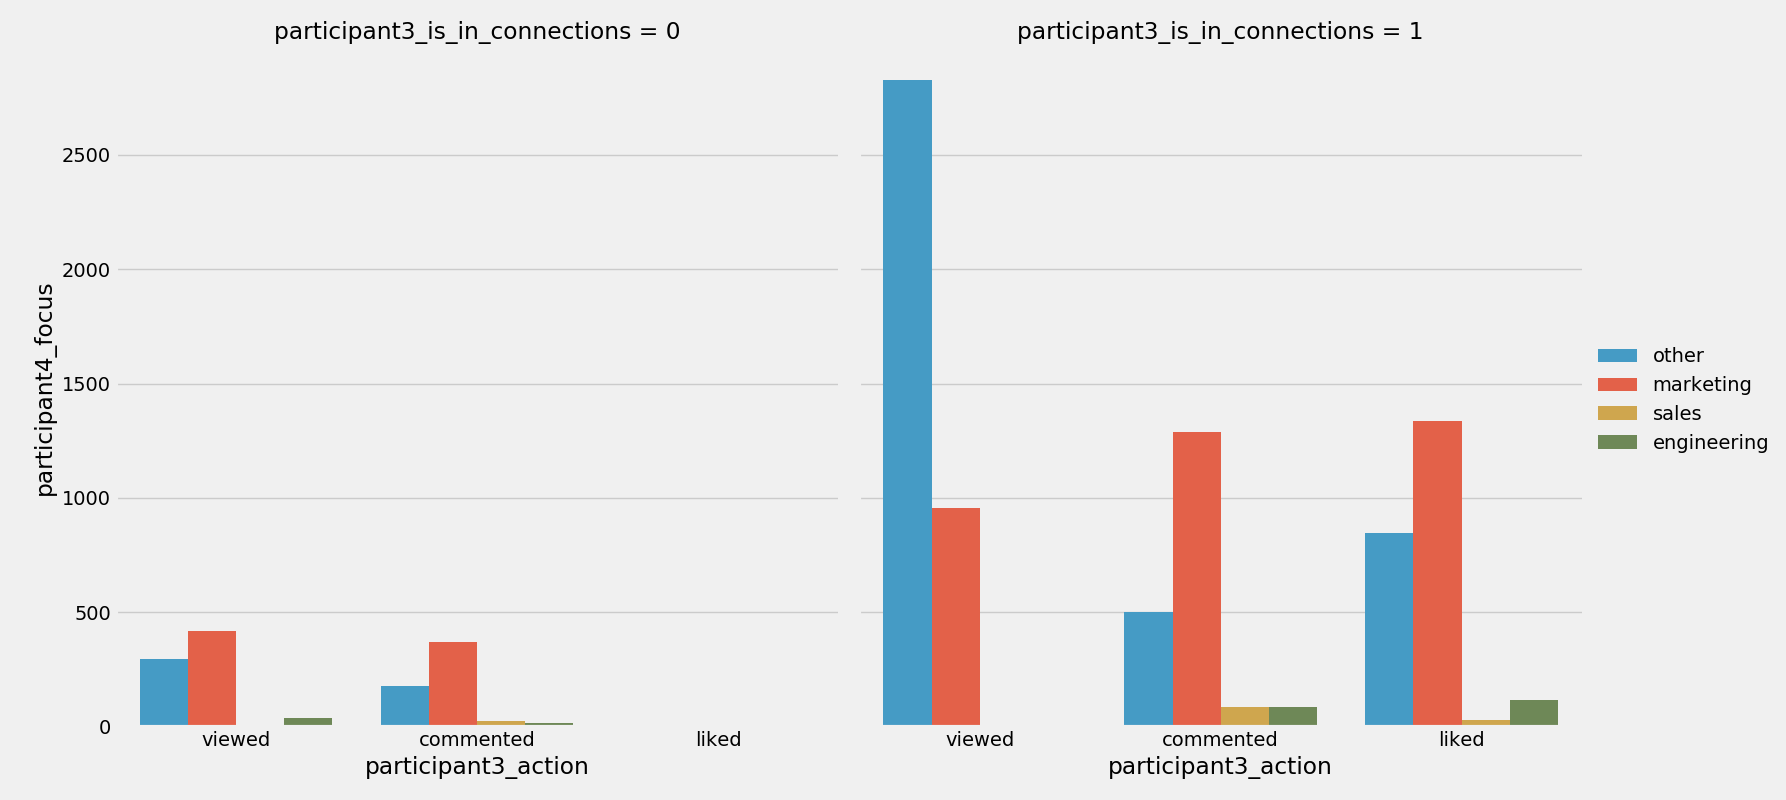 participant3_is_in_connections = 0
participant3_is_in_connections = 1
participant4_focus
2500
2000
1500
1000
500
0
viewed
commented
liked
viewed
commented
liked
participant3_action
participant3_action
other
marketing
sales
engineering